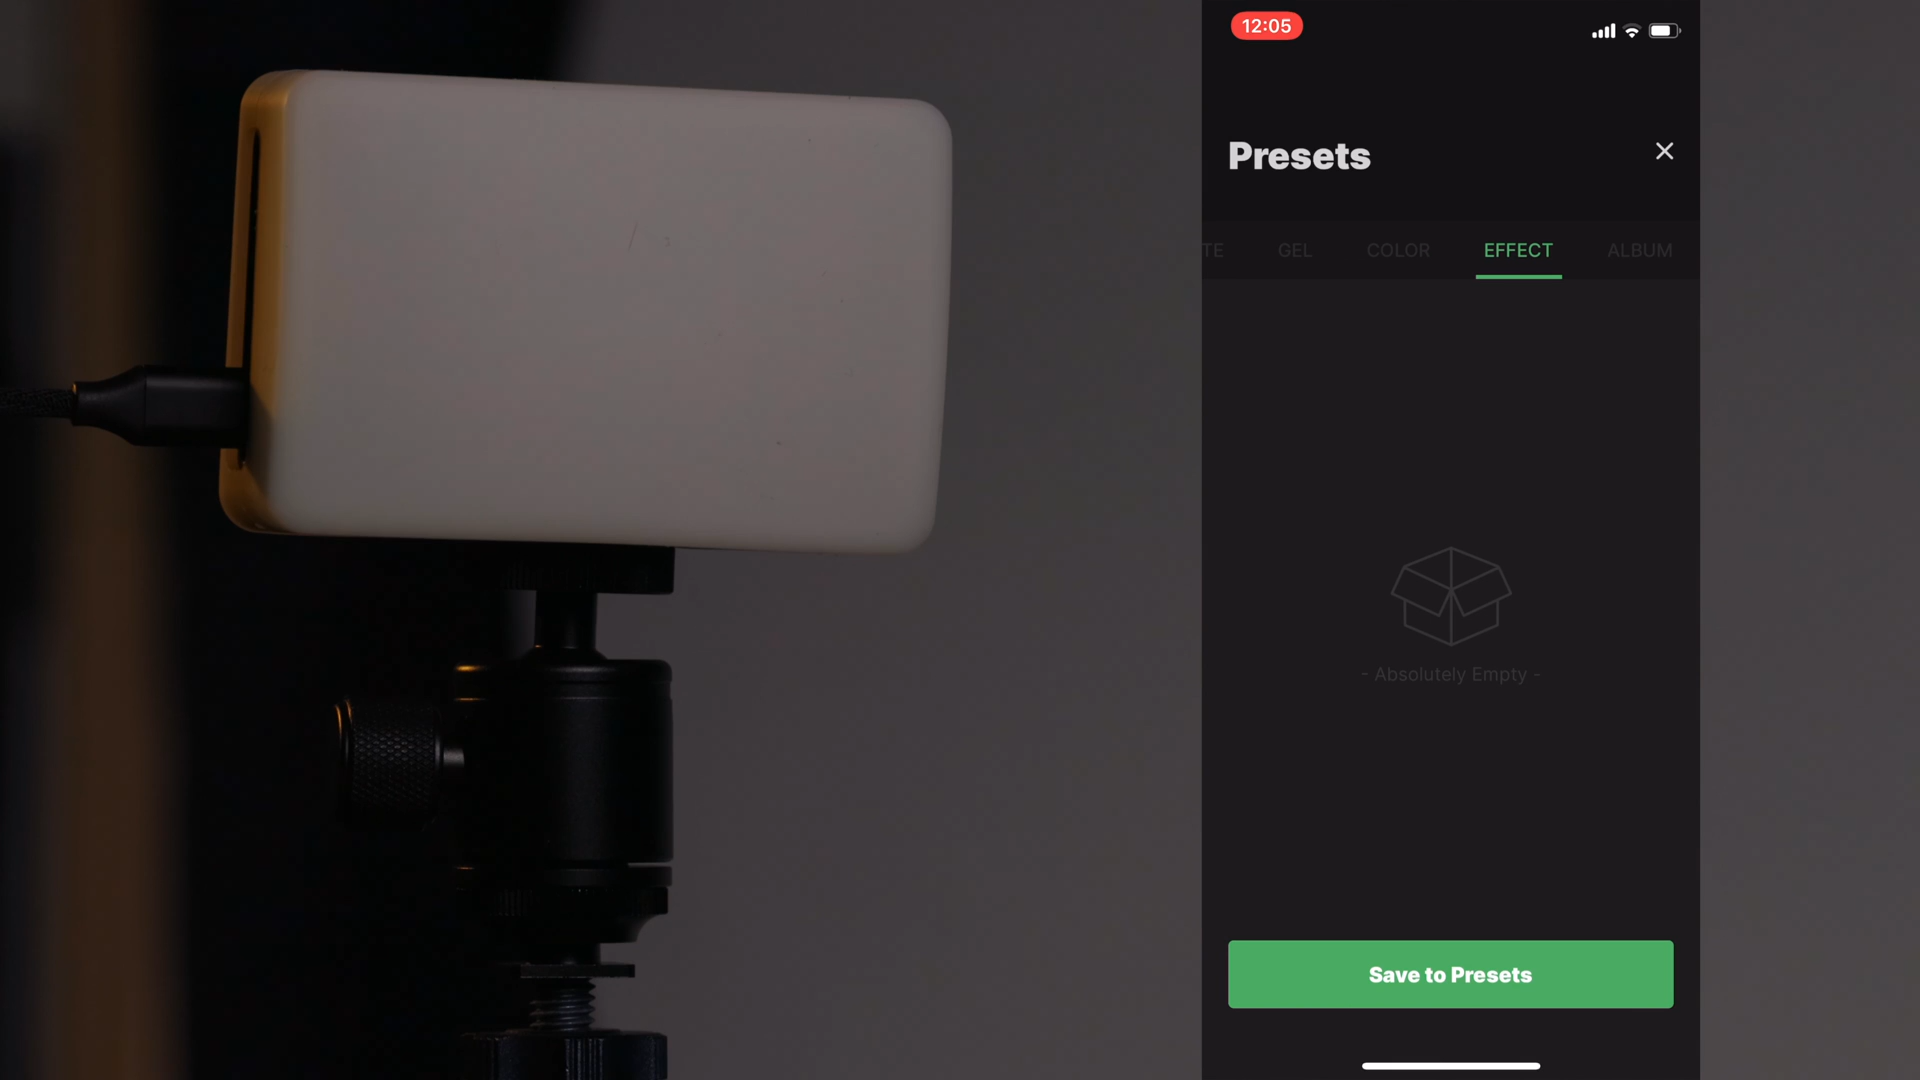 12:05
Presets
TE GEL COLOR EFFECT ALBUM
- Absolutely Empty -
Save to Presets